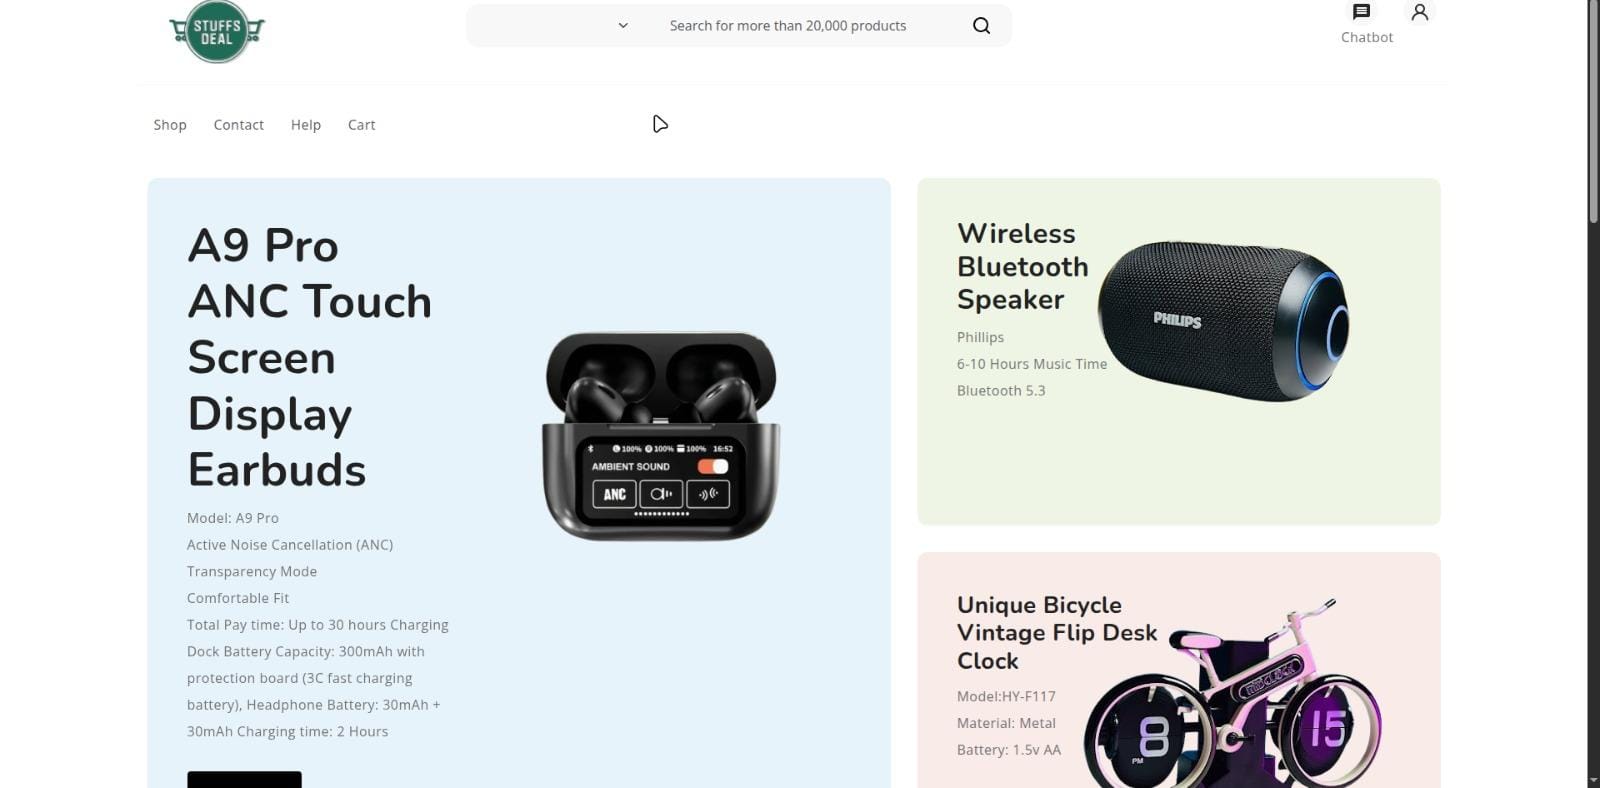 STUFFS
DEAL
Search for more than 20,000 products
Chatbot
Shop
Contact
Help
Cart
A9 Pro
ANC Touch
Screen
Display
Earbuds
Model: A9 Pro
Active Noise Cancellation (ANC)
Transparency Mode
Comfortable Fit
Total Pay time: Up to 30 hours Charging
Dock Battery Capacity: 300mAh with
protection board (3C fast charging
battery), Headphone Battery: 30mAh +
30mAh Charging time: 2 Hours
100% 100% 100% 16:52
AMBIENT SOUND
ANC
Wireless
Bluetooth
Speaker
Phillips
6-10 Hours Music Time
Bluetooth 5.3
PHILIPS
Unique Bicycle
Vintage Flip Desk
Clock
Model:HY-F117
Material: Metal
Battery: 1.5v AA
8
PM
15